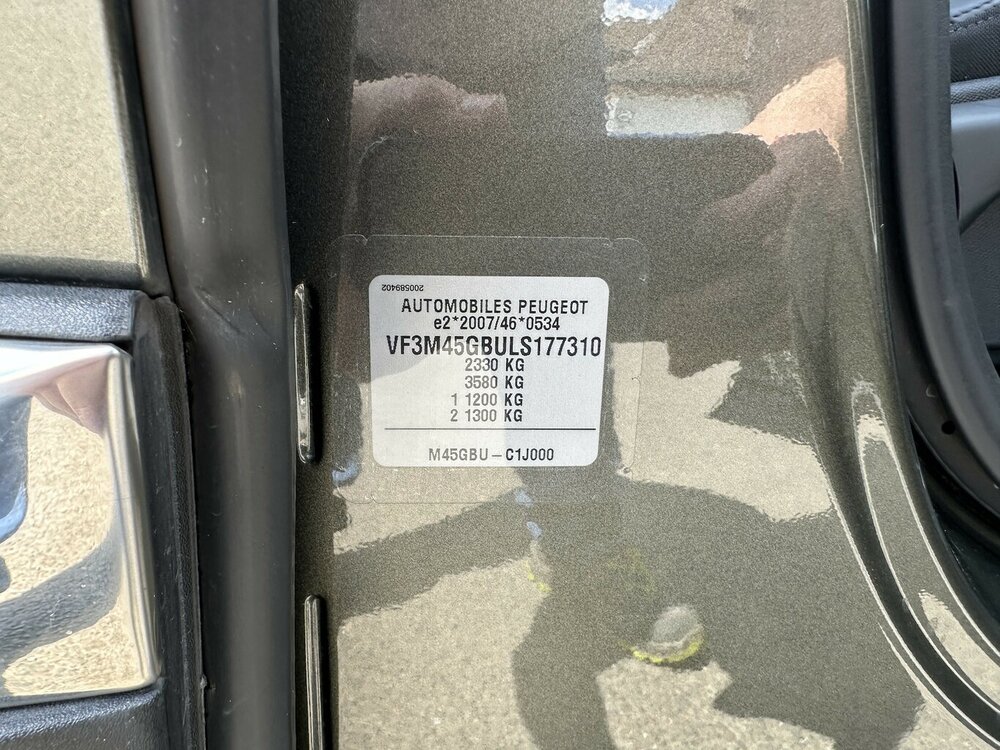 200589402
AUTOMOBILES PEUGEOT
e2*2007/46*0534
VF3M45GBULS177310
2330 KG
3580 KG
1 1200 KG
2 1300 KG
M45GBU – C1J000